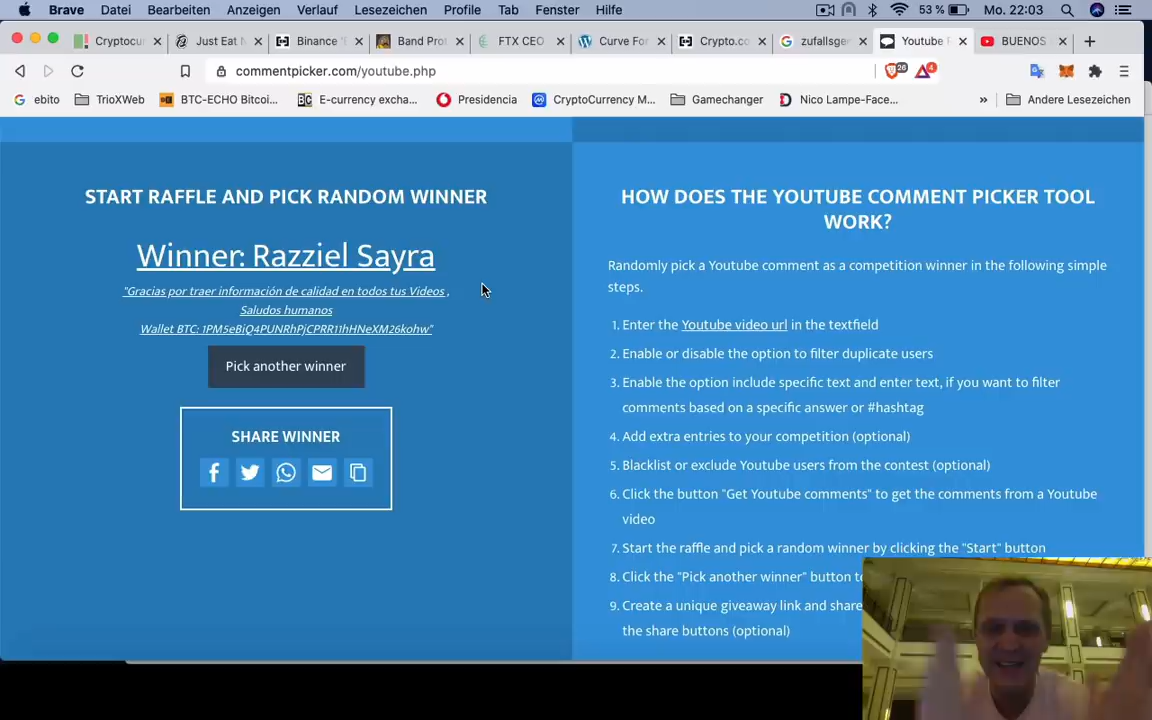 Brave Datei Bearbeiten Anzeigen Verlauf Lesezeichen Profile Tab Fenster Hilfe 53 % Mo. 22:03
Cryptocur Just Eat Binance Band Pro FTX CEO Curve For Crypto.co zufallsge Youtube BUENOS
commentpicker.com/youtube.php 26 4
ebito TrioXWeb BTC-ECHO Bitcoi... E-currency excha... Presidencia CryptoCurrency M... Gamechanger Nico Lampe-Face... » Andere Lesezeichen
START RAFFLE AND PICK RANDOM WINNER
Winner: Razziel Sayra
"Gracias por traer información de calidad en todos tus Videos ,
Saludos humanos
Wallet BTC: 1PM5eBiQ4PUNRhPjCPRR11hHNeXM26kohw"
Pick another winner
SHARE WINNER
HOW DOES THE YOUTUBE COMMENT PICKER TOOL
WORK?
Randomly pick a Youtube comment as a competition winner in the following simple
steps.
1. Enter the Youtube video url in the textfield
2. Enable or disable the option to filter duplicate users
3. Enable the option include specific text and enter text, if you want to filter
comments based on a specific answer or #hashtag
4. Add extra entries to your competition (optional)
5. Blacklist or exclude Youtube users from the contest (optional)
6. Click the button "Get Youtube comments" to get the comments from a Youtube
video
7. Start the raffle and pick a random winner by clicking the "Start" button
8. Click the "Pick another winner" button
9. Create a unique giveaway link and share
the share buttons (optional)